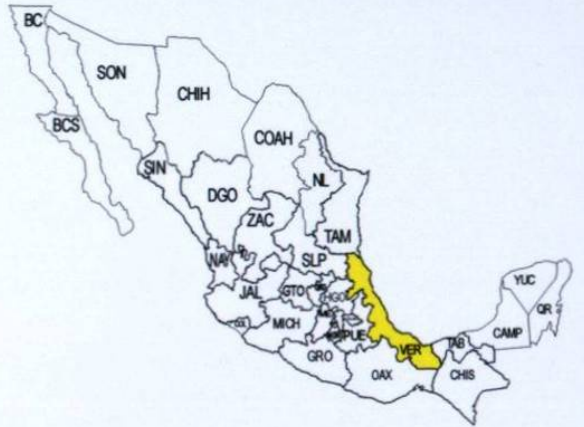 BC
SON
CHIH
BCS
COAH
SIN
NL
DGO
ZAC
TAM
NAY
SLP
JAL
GTO
HGO
MICH
PUE
GRO
VER
OAX
TAB
CHIS
CAMP
YUC
QR